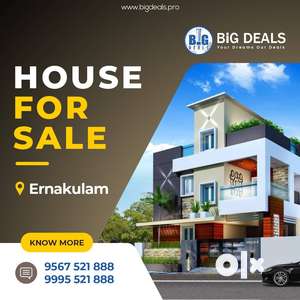 www.bigdeals.pro
BIG DEALS
Your Dreams Our Deals
HOUSE
FOR
SALE
Ernakulam
KNOW MORE
9567 521 888
9995 521 888
olx